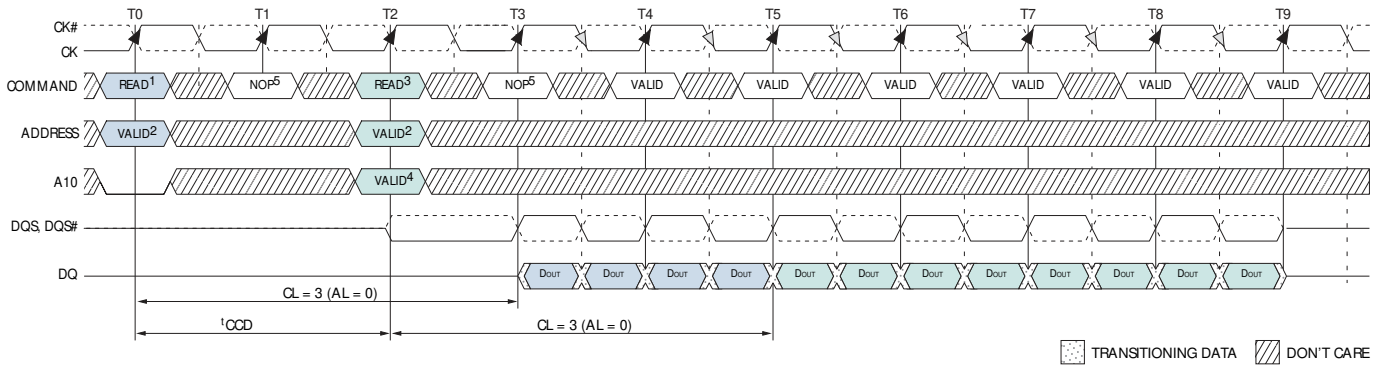 T0 T1 T2 T3 T4 T5 T6 T7 T8 T9
CK#
CK
COMMAND READ1 NOP5 READ3 NOP5 VALID VALID VALID VALID VALID VALID
ADDRESS VALID2 VALID2
A10 VALID4
DQS, DQS#
DQ DOUT DOUT DOUT DOUT DOUT DOUT DOUT DOUT DOUT DOUT DOUT DOUT
CL = 3 (AL = 0)
tCCD CL = 3 (AL = 0)
TRANSITIONING DATA DON'T CARE